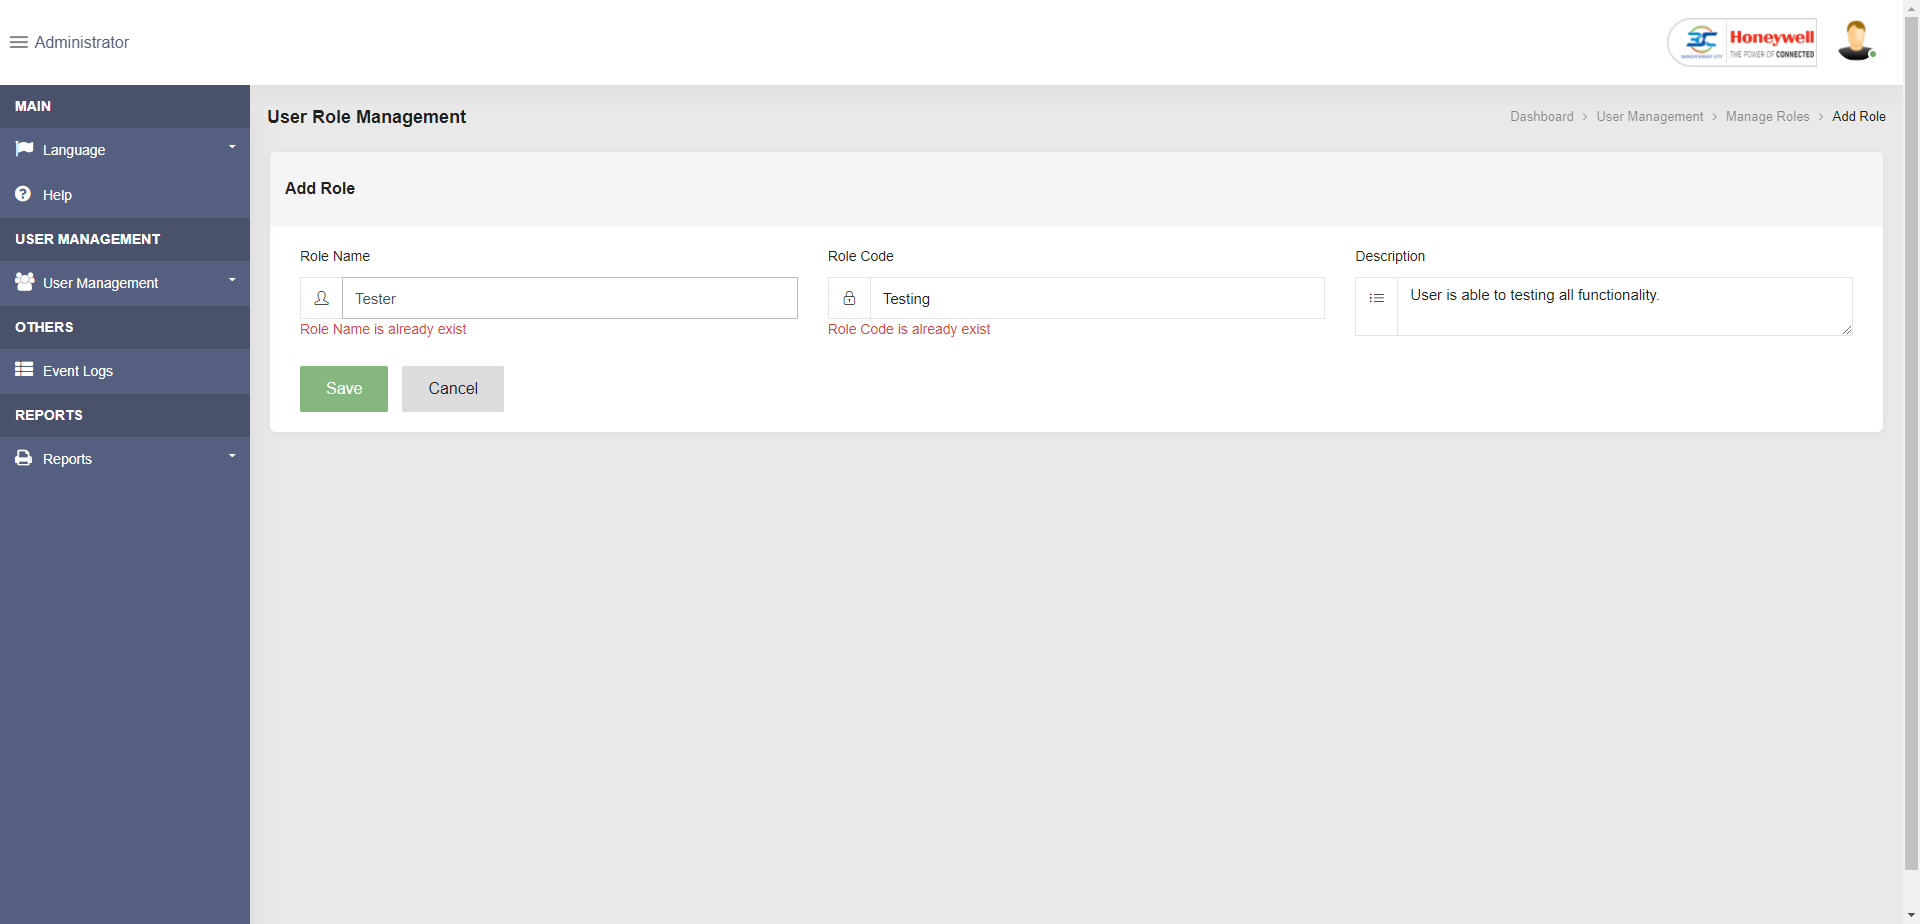 Administrator
Honeywell
THE POWER OF CONNECTED
MAIN
Language
Help
USER MANAGEMENT
User Management
OTHERS
Event Logs
REPORTS
Reports
User Role Management
Dashboard > User Management > Manage Roles > Add Role
Add Role
Role Name
Tester
Role Name is already exist
Role Code
Testing
Role Code is already exist
Description
User is able to testing all functionality.
Save
Cancel